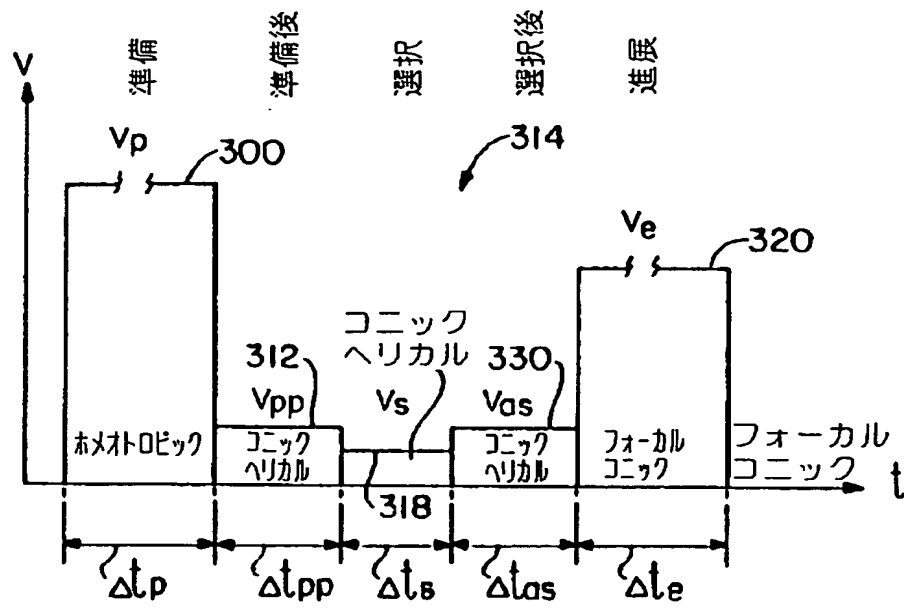 準備
準備後
選択
選択後
進展
V
Vp
300
314
Ve
320
コニック
ヘリカル
312
330
Vpp
Vs
Vas
ホメオトロピック
コニック
ヘリカル
コニック
ヘリカル
フォーカル
コニック
フォーカル
コニック
318
t
Δtp
Δtpp
Δts
Δtas
Δte